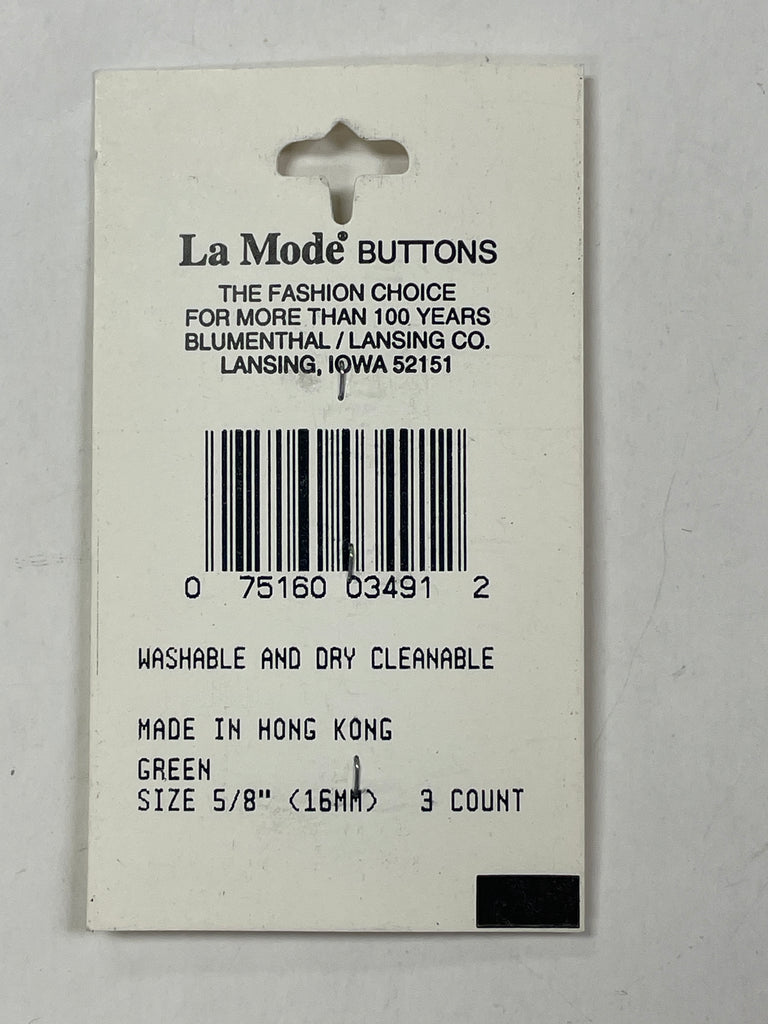 La Mode® BUTTONS
THE FASHION CHOICE
FOR MORE THAN 100 YEARS
BLUMENTHAL / LANSING CO.
LANSING, IOWA 52151
0 75160 03491 2
WASHABLE AND DRY CLEANABLE
MADE IN HONG KONG
GREEN
SIZE 5/8" (16MM) 3 COUNT